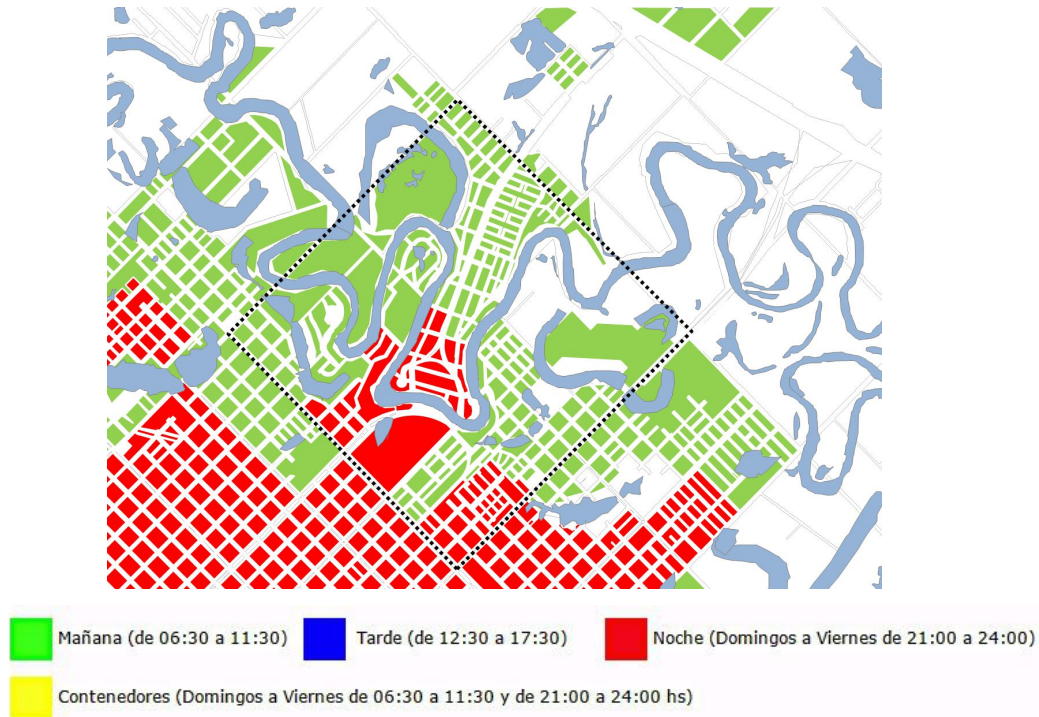 Mañana (de 06:30 a 11:30) Tarde (de 12:30 a 17:30) Noche (Domingos a Viernes de 21:00 a 24:00)
Contenedores (Domingos a Viernes de 06:30 a 11:30 y de 21:00 a 24:00 hs)